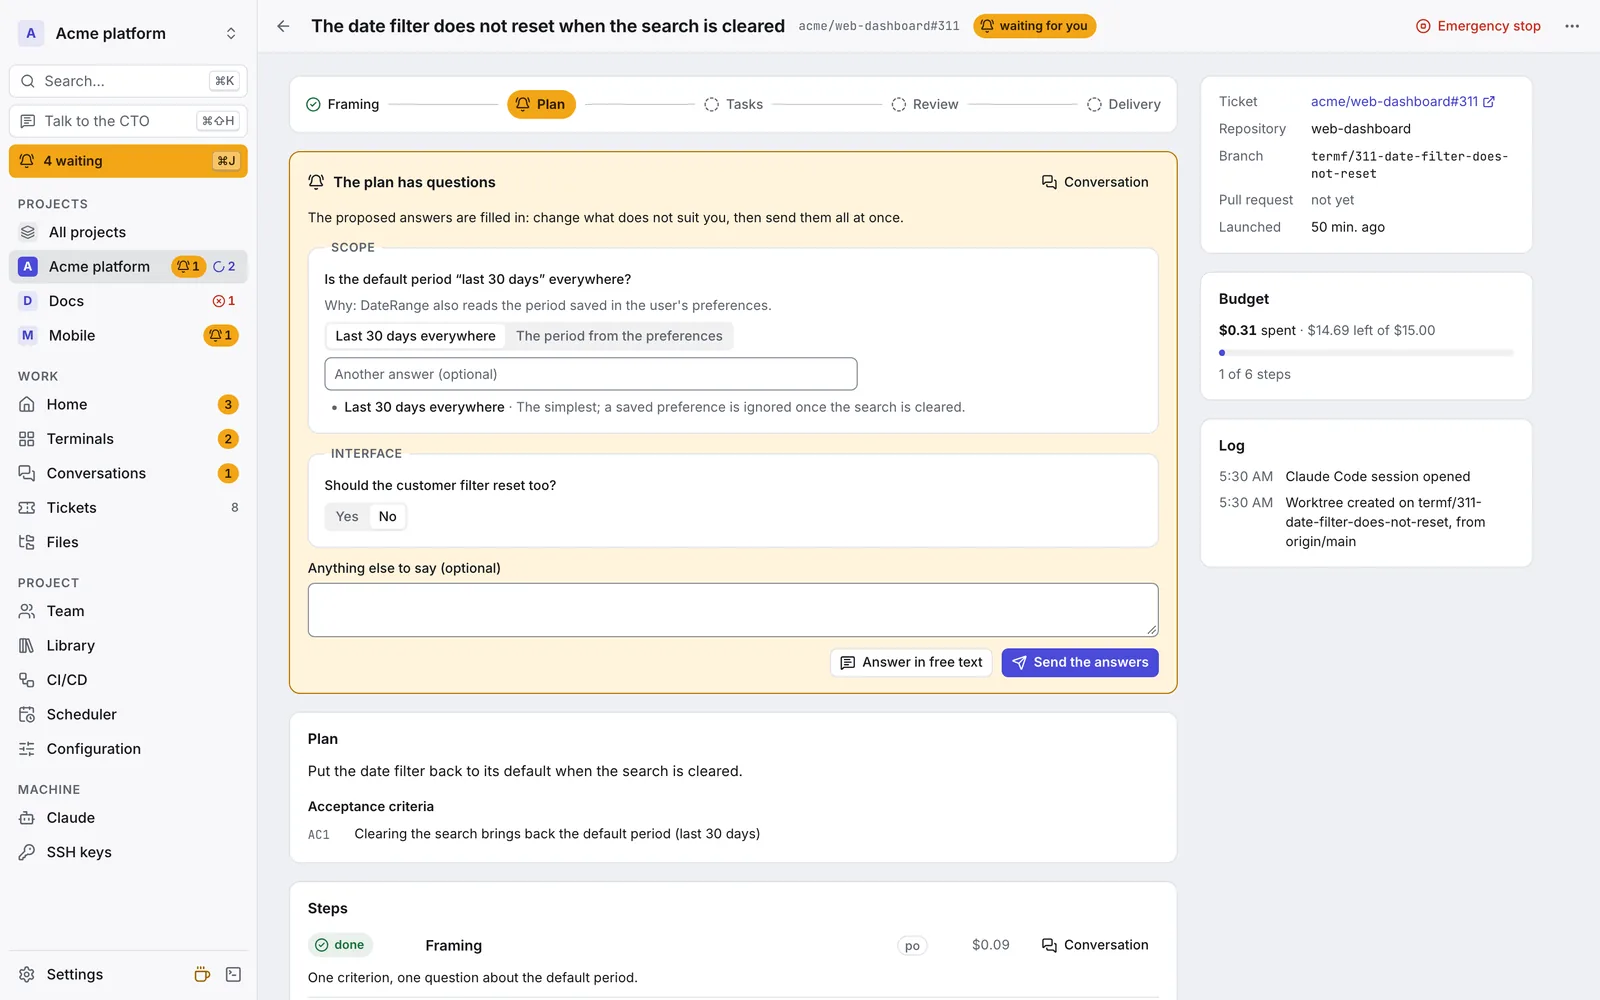 A Acme platform
Search... ⌘K
Talk to the CTO ⌘⇧H
4 waiting ⌘J
PROJECTS
All projects
A Acme platform 1 2
D Docs 1
M Mobile 1
WORK
Home 3
Terminals 2
Conversations 1
Tickets 8
Files
PROJECT
Team
Library
CI/CD
Scheduler
Configuration
MACHINE
Claude
SSH keys
Settings
The date filter does not reset when the search is cleared acme/web-dashboard#311 waiting for you Emergency stop
Framing Plan Tasks Review Delivery
The plan has questions Conversation
The proposed answers are filled in: change what does not suit you, then send them all at once.
SCOPE
Is the default period “last 30 days” everywhere?
Why: DateRange also reads the period saved in the user's preferences.
Last 30 days everywhere The period from the preferences
Another answer (optional)
• Last 30 days everywhere · The simplest; a saved preference is ignored once the search is cleared.
INTERFACE
Should the customer filter reset too?
Yes No
Anything else to say (optional)
Answer in free text Send the answers
Plan
Put the date filter back to its default when the search is cleared.
Acceptance criteria
AC1 Clearing the search brings back the default period (last 30 days)
Steps
done Framing po $0.09 Conversation
One criterion, one question about the default period.
Ticket acme/web-dashboard#311
Repository web-dashboard
Branch termf/311-date-filter-does-
not-reset
Pull request not yet
Launched 50 min. ago
Budget
$0.31 spent · $14.69 left of $15.00
1 of 6 steps
Log
5:30 AM Claude Code session opened
5:30 AM Worktree created on termf/311-
date-filter-does-not-reset, from
origin/main